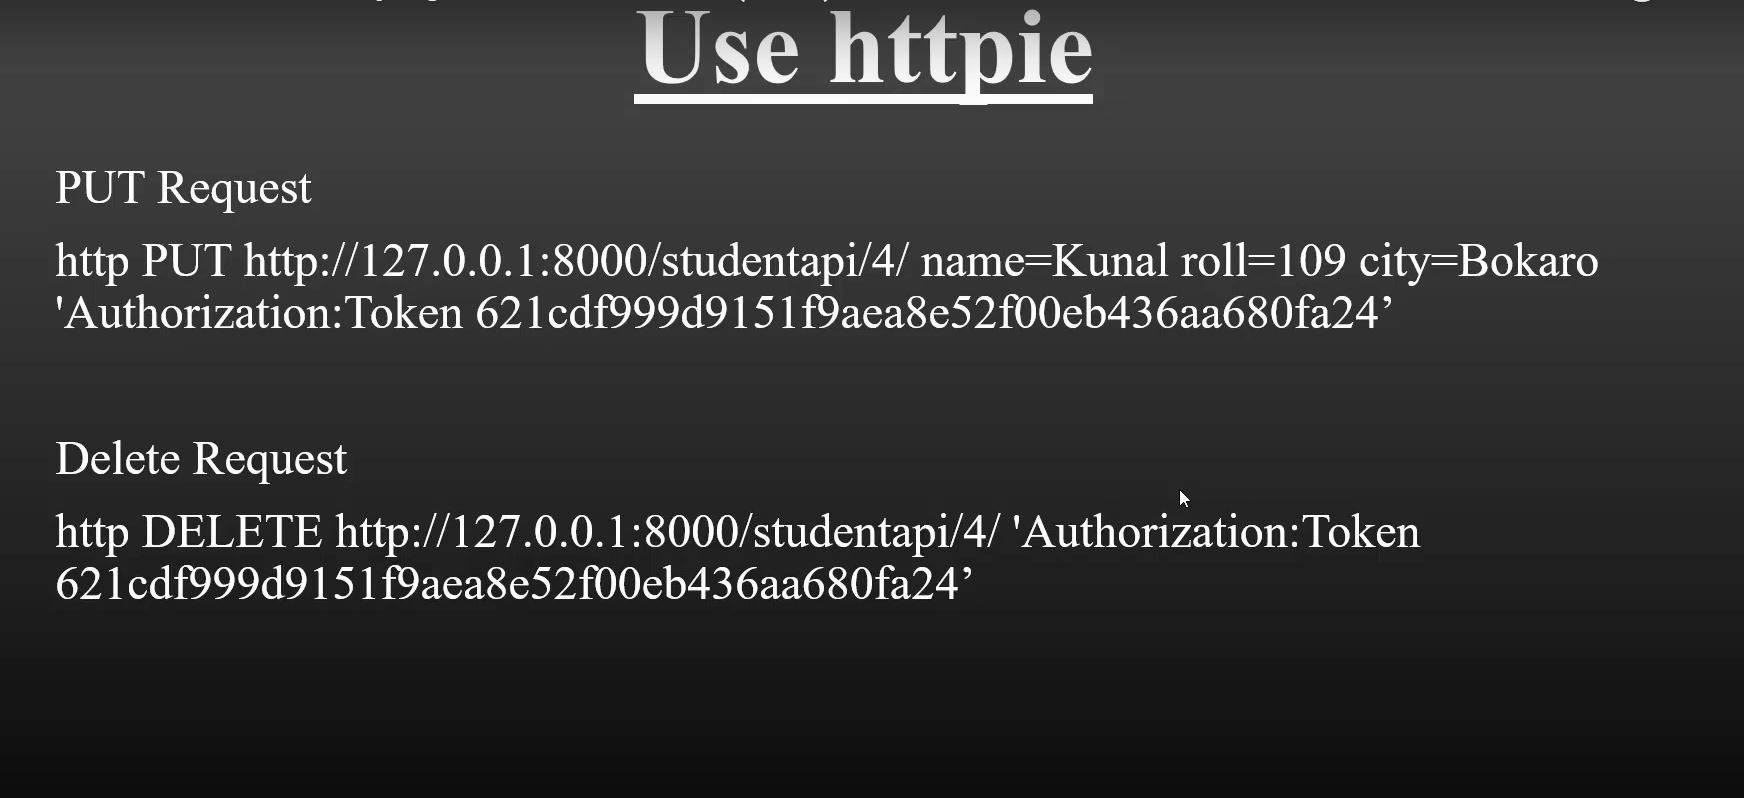 Use httpie
PUT Request
http PUT http://127.0.0.1:8000/studentapi/4/ name=Kunal roll=109 city=Bokaro
'Authorization:Token 621cdf999d9151f9aea8e52f00eb436aa680fa24’
Delete Request
http DELETE http://127.0.0.1:8000/studentapi/4/ 'Authorization:Token
621cdf999d9151f9aea8e52f00eb436aa680fa24’